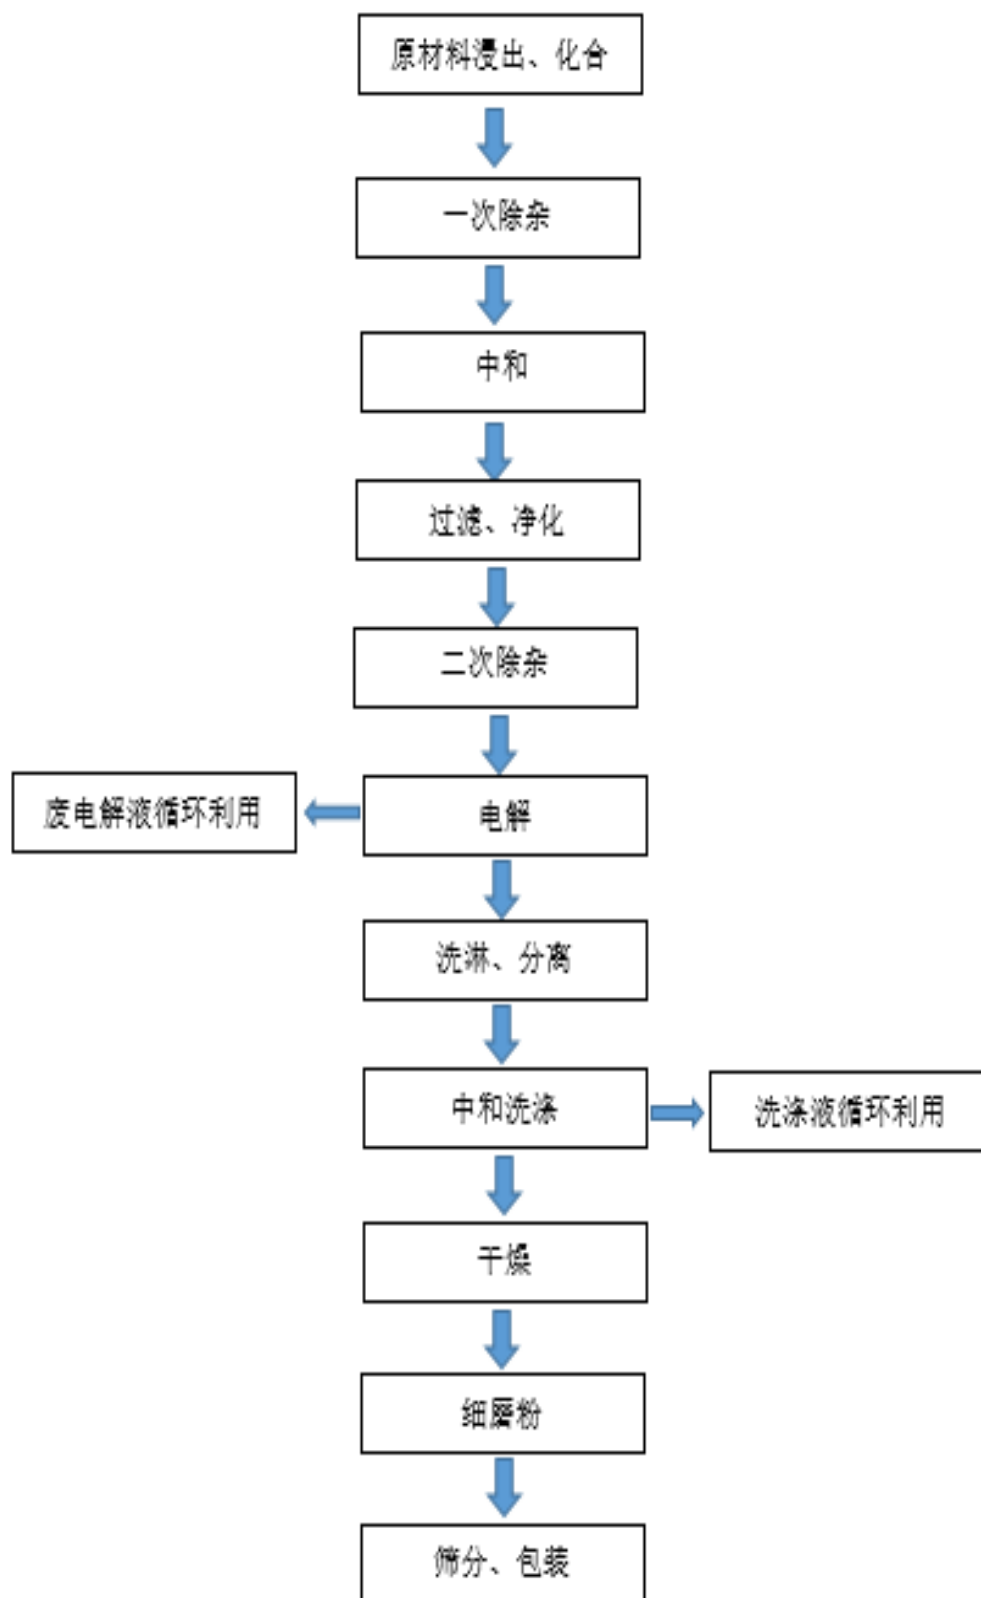 原材料浸出、化合
一次除杂
中和
过滤、净化
二次除杂
废电解液循环利用
电解
洗淋、分离
中和洗涤
洗涤液循环利用
干燥
细磨粉
筛分、包装